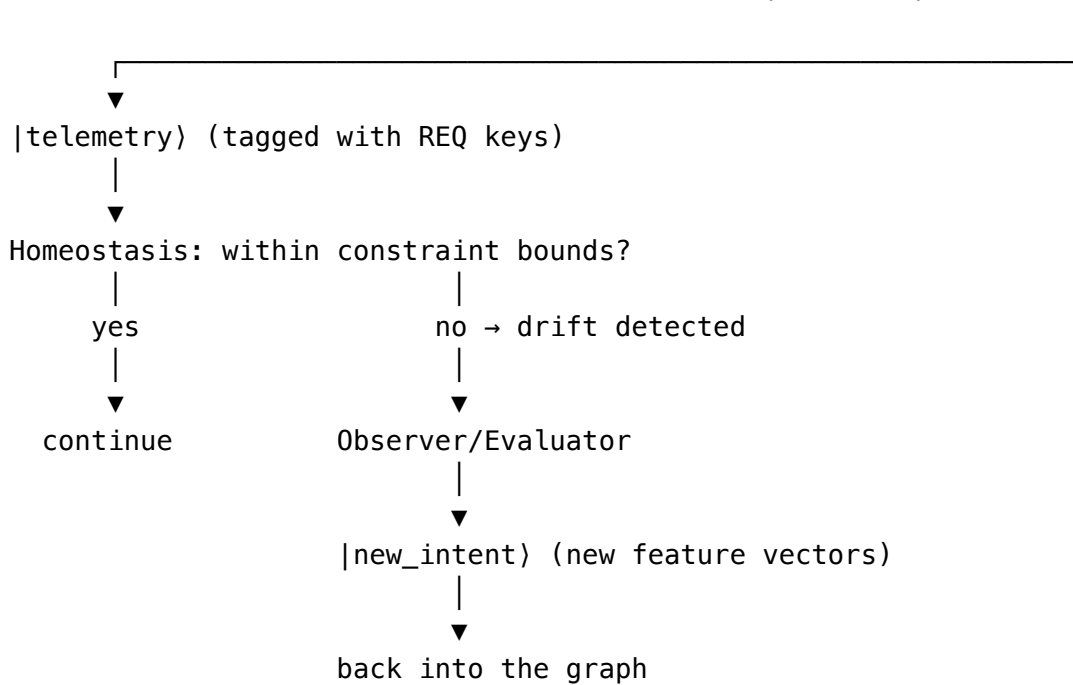 |telemetry⟩ (tagged with REQ keys)
Homeostasis: within constraint bounds?
yes no → drift detected
continue Observer/Evaluator
|new_intent⟩ (new feature vectors)
back into the graph